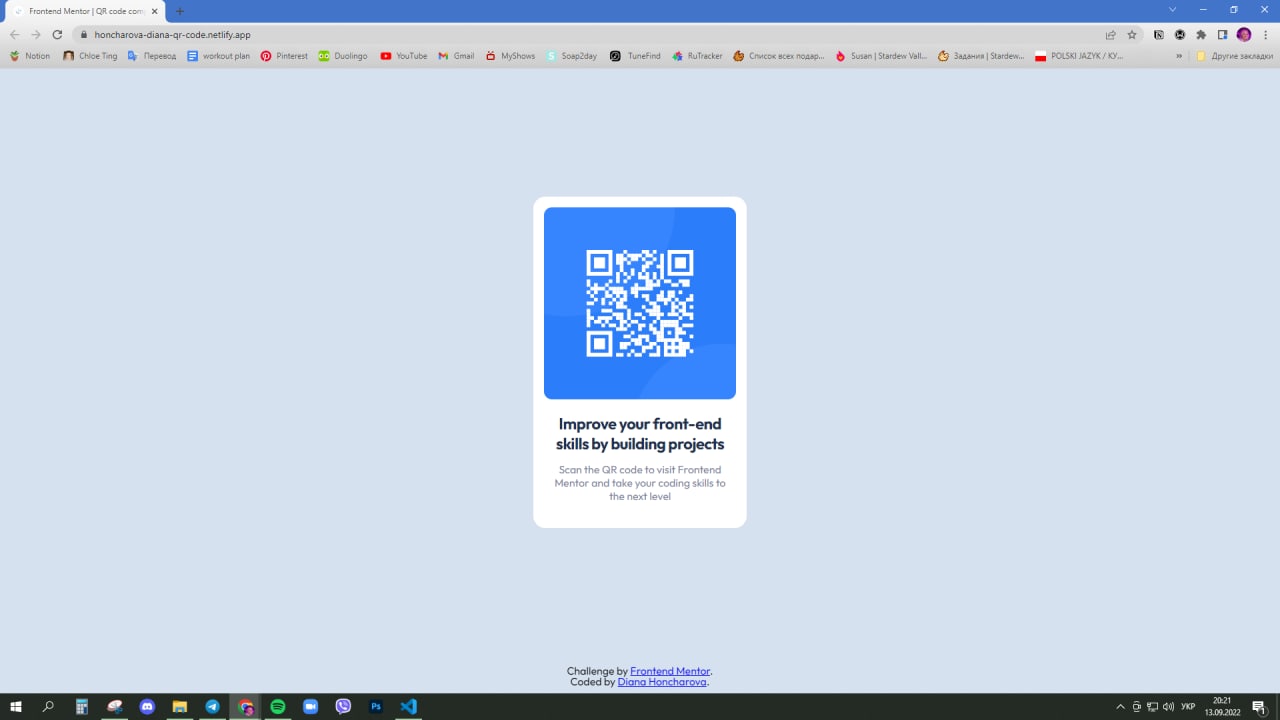 Frontend Mentor | QR code com
honcharova-diana-qr-code.netlify.app
Notion
Chloe Ting
Перевод
workout plan
Pinterest
Duolingo
YouTube
Gmail
MyShows
Soap2day
TuneFind
RuTracker
Список всех подар...
Susan | Stardew Vall...
Задания | Stardew...
POLSKI JAZYK / КУ...
»
Другие закладки
Improve your front-end
skills by building projects
Scan the QR code to visit Frontend
Mentor and take your coding skills to
the next level
Challenge by Frontend Mentor.
Coded by Diana Honcharova.
Ps
УКР
20:21
13.09.2022
1